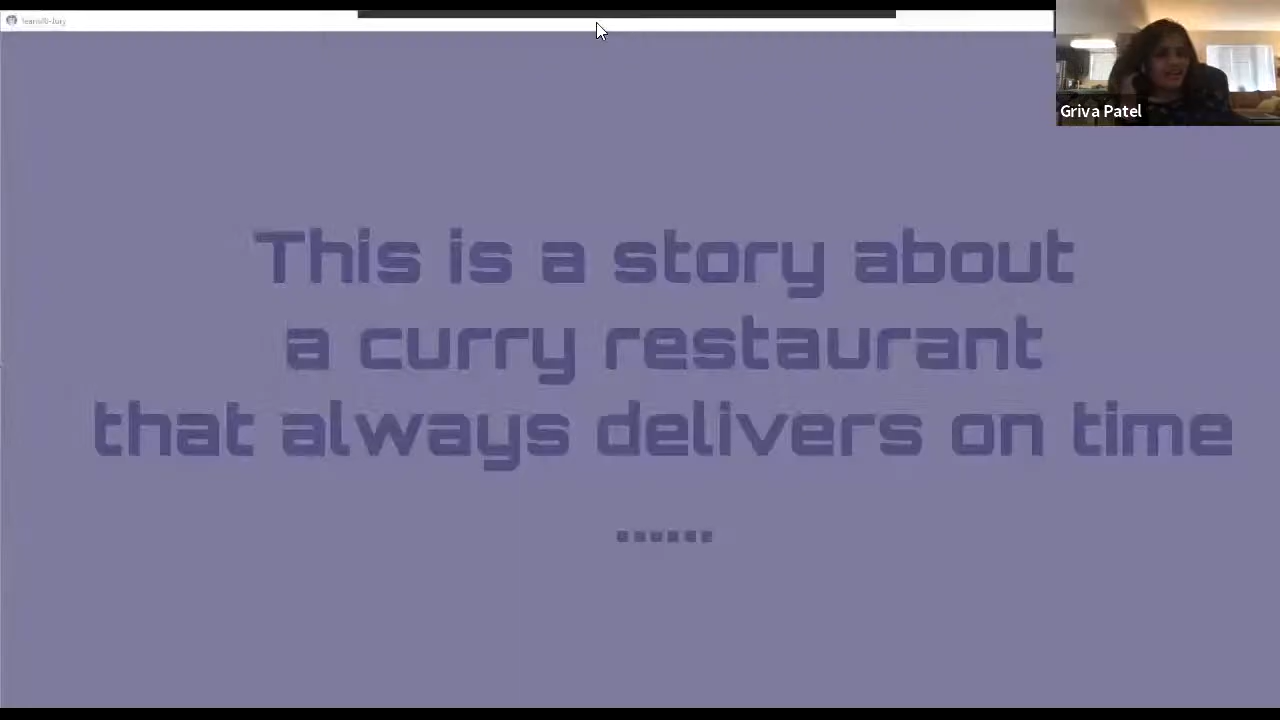 Griva Patel
This is a story about
a curry restaurant
that always delivers on time
......